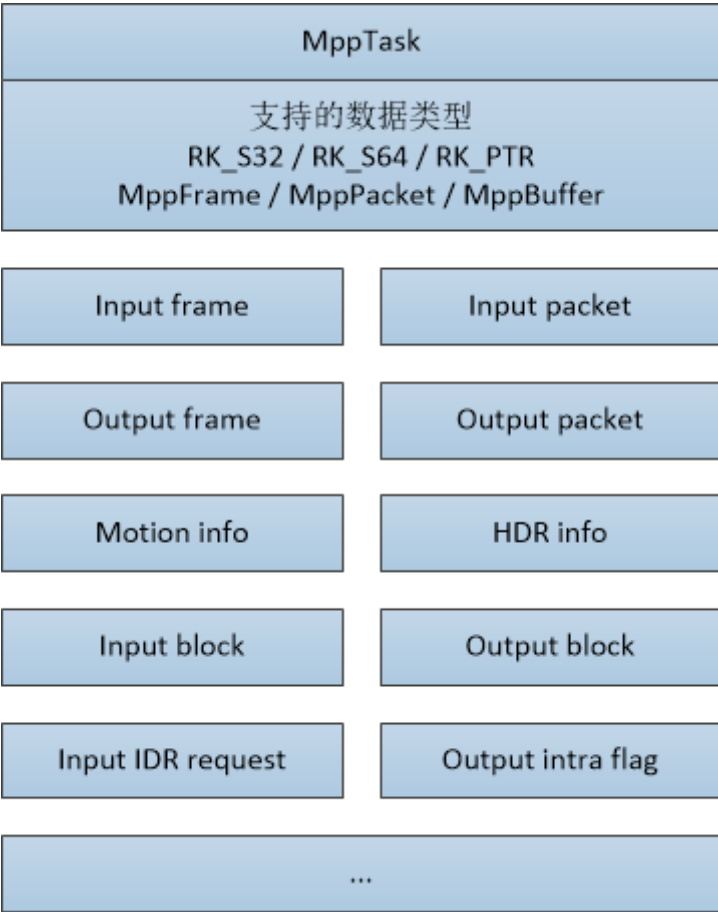 MppTask
支持的数据类型
RK_S32 / RK_S64 / RK_PTR
MppFrame / MppPacket / MppBuffer
Input frame
Input packet
Output frame
Output packet
Motion info
HDR info
Input block
Output block
Input IDR request
Output intra flag
...